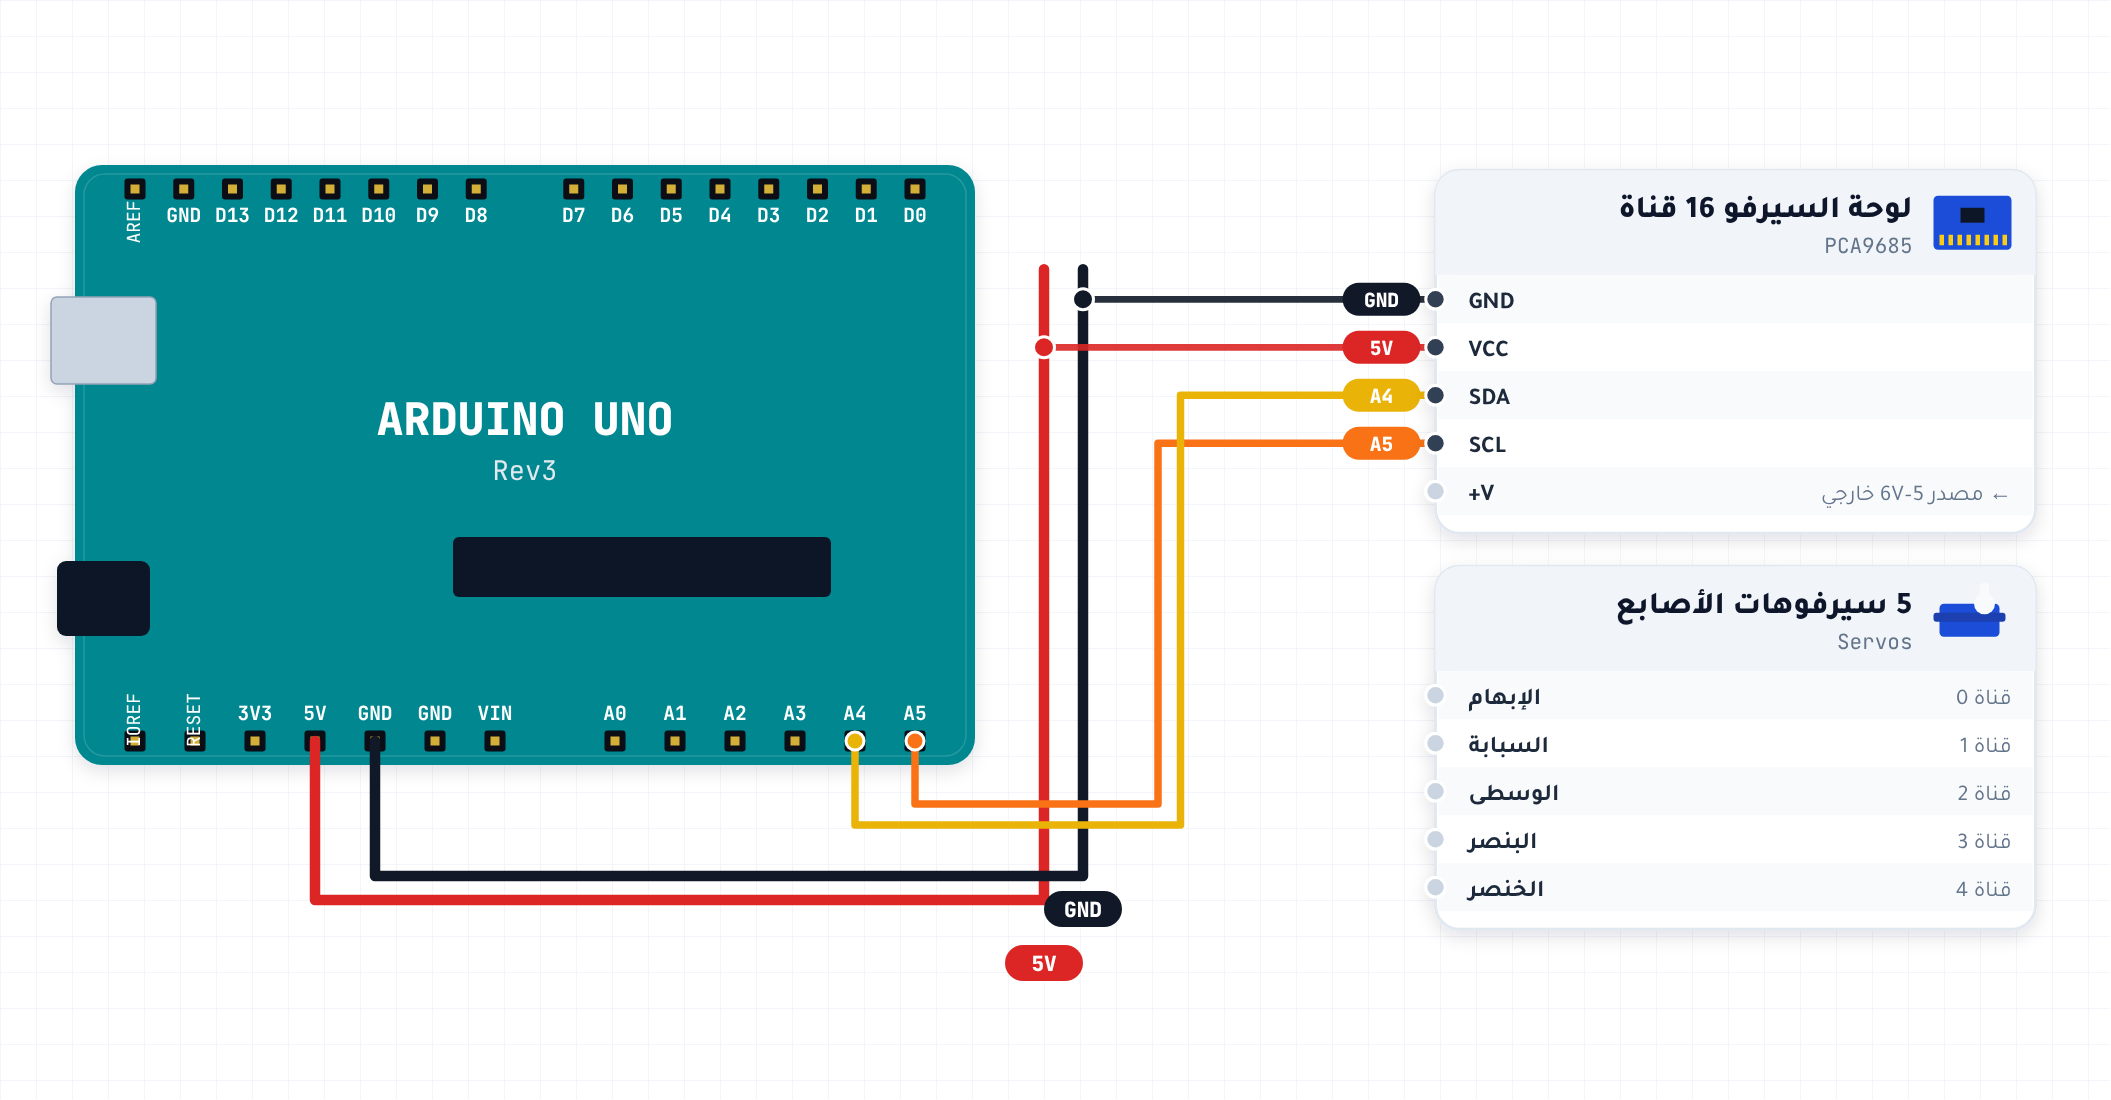 AREF GND D13 D12 D11 D10 D9 D8 D7 D6 D5 D4 D3 D2 D1 D0
ARDUINO UNO
Rev3
IOREF RESET 3V3 5V GND GND VIN A0 A1 A2 A3 A4 A5
GND
5V
لوحة السيرفو 16 قناة
PCA9685
GND GND
5V VCC
A4 SDA
A5 SCL
+V ← مصدر 5-6V خارجي
5 سيرفوهات الأصابع
Servos
الإبهام قناة 0
السبابة قناة 1
الوسطى قناة 2
البنصر قناة 3
الخنصر قناة 4